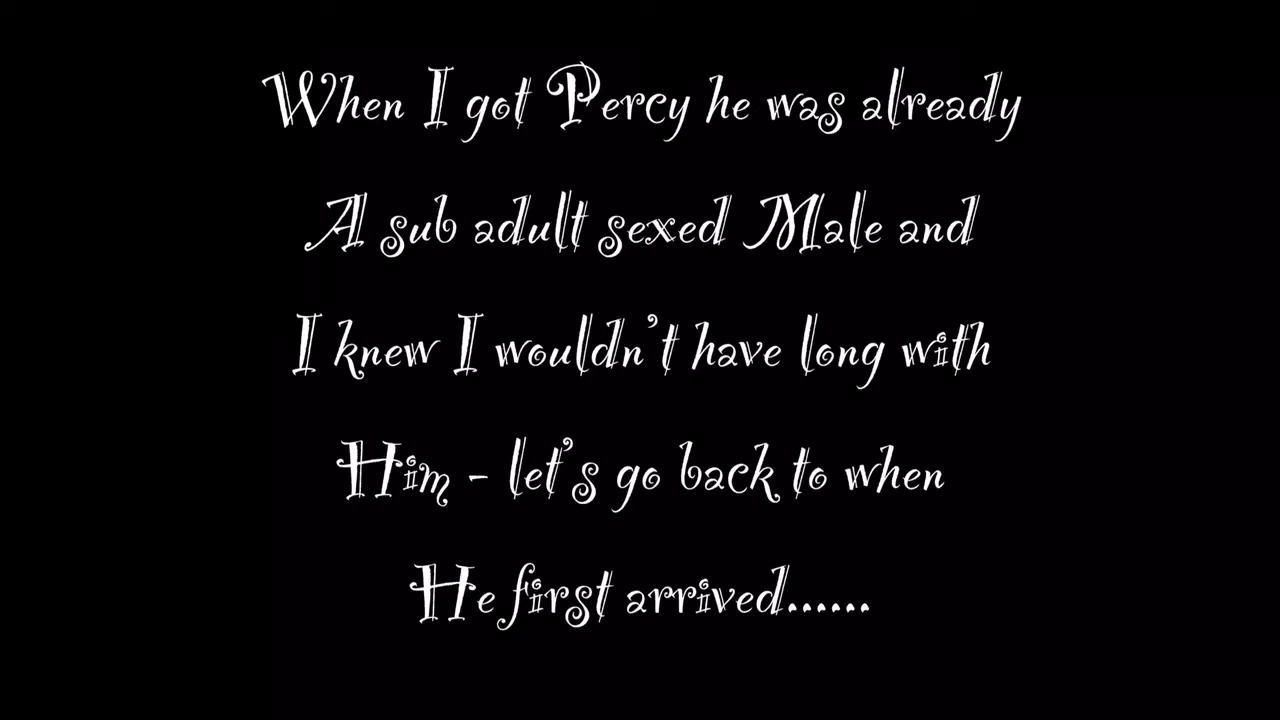 When I got Percy he was already
A sub adult sexed Male and
I knew I wouldn't have long with
Him - let's go back to when
He first arrived......